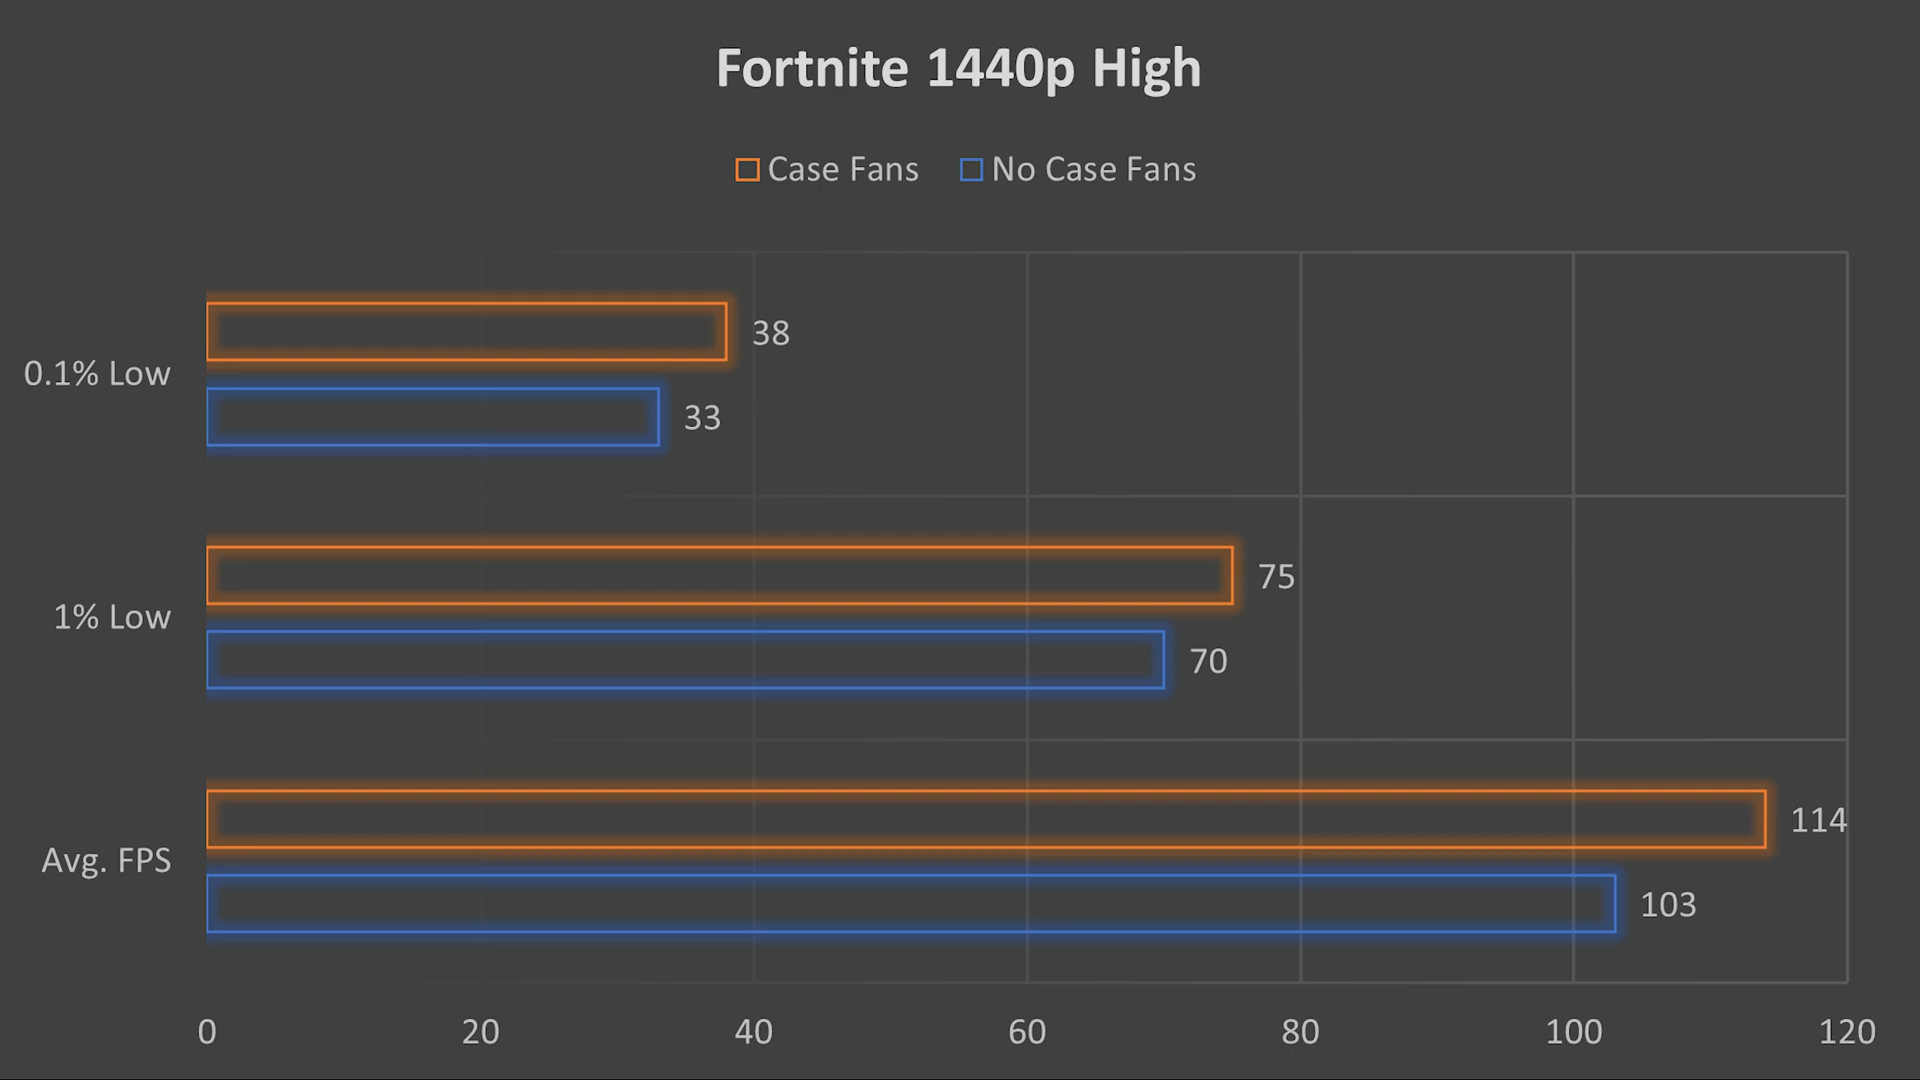 Fortnite 1440p High
Case Fans No Case Fans
0.1% Low
38
33
1% Low
75
70
Avg. FPS
114
103
0 20 40 60 80 100 120